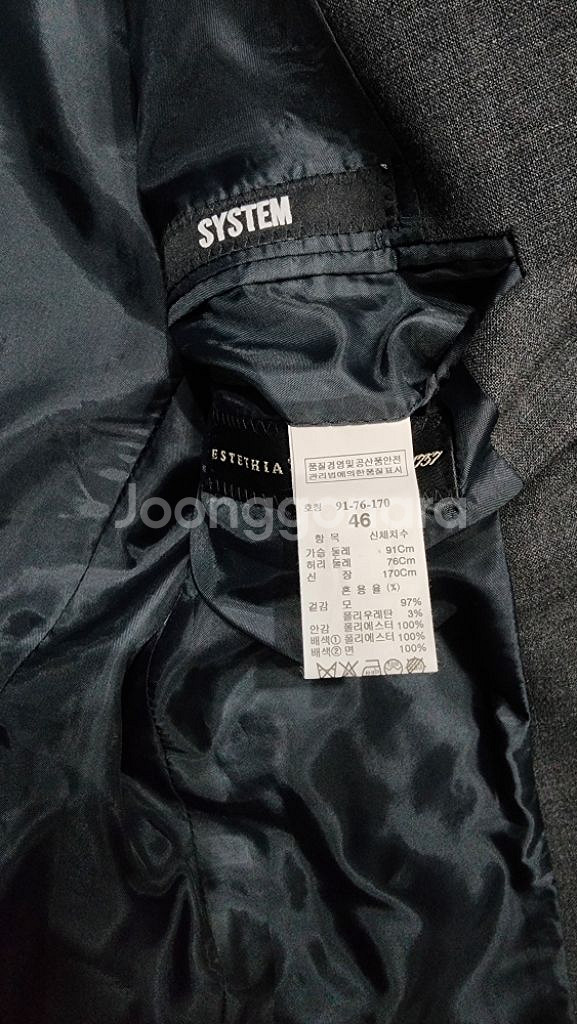 SYSTEM
ESTETHIA
품질경영및공산품안전
관리법에의한품질표시
호칭 91-76-170
46
항 목 신체치수
가슴 둘레 91Cm
허리 둘레 76Cm
신 장 170Cm
혼 용 율 (%)
겉감 모 97%
폴리우레탄 3%
안감 폴리에스터 100%
배색① 폴리에스터 100%
배색② 면 100%
Joonggonara